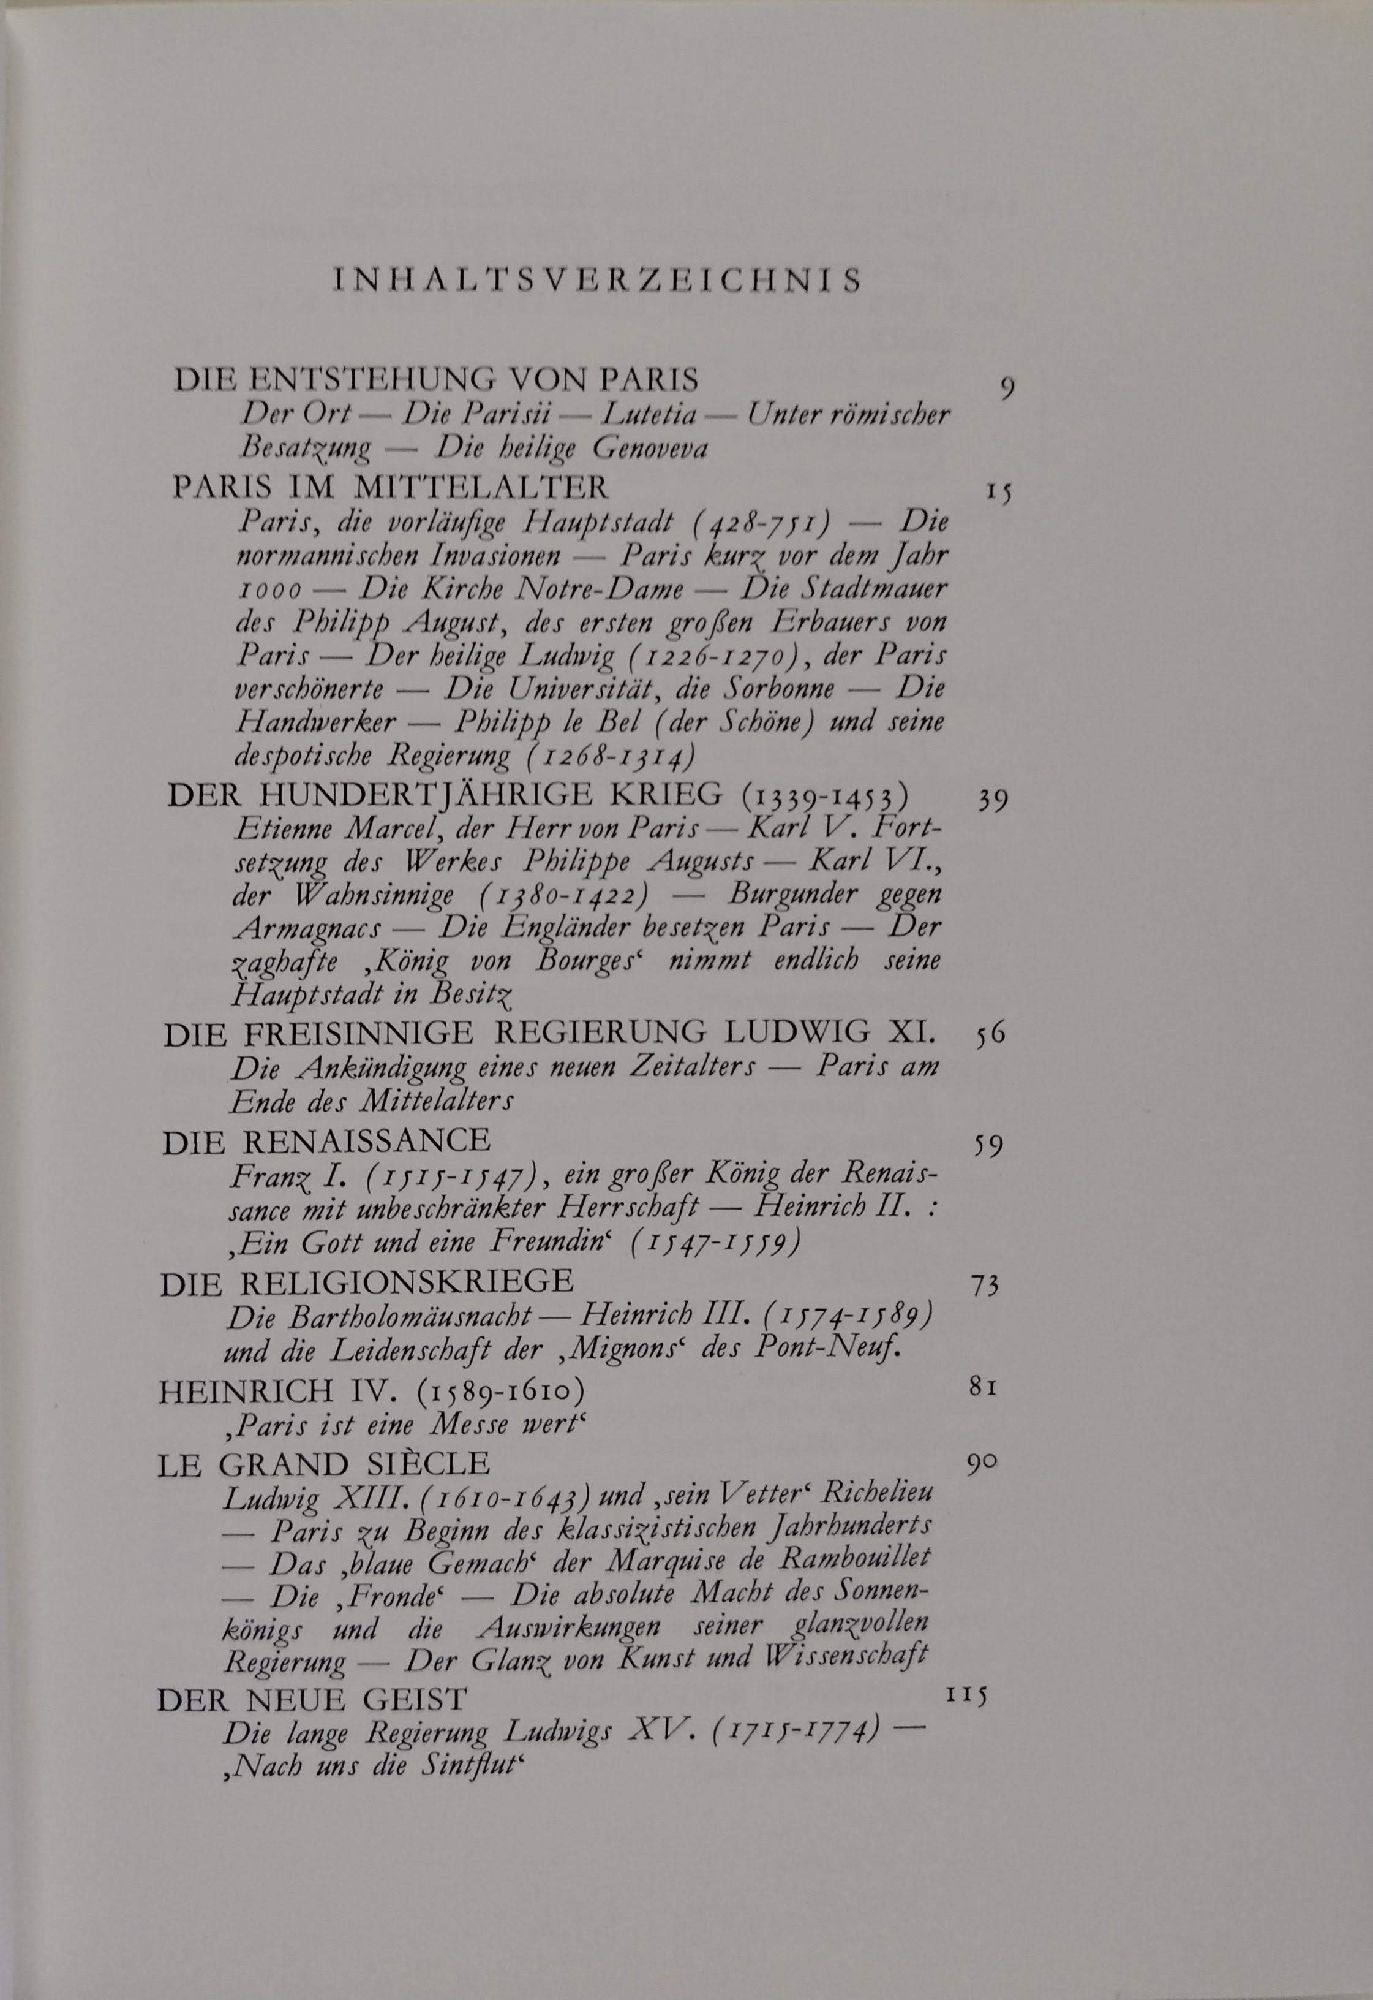 INHALTSVERZEICHNIS
DIE ENTSTEHUNG VON PARIS 9
Der Ort — Die Parisii — Lutetia — Unter römischer
Besatzung — Die heilige Genoveva
PARIS IM MITTELALTER 15
Paris, die vorläufige Hauptstadt (428-751) — Die
normannischen Invasionen — Paris kurz vor dem Jahr
1000 — Die Kirche Notre-Dame — Die Stadtmauer
des Philipp August, des ersten großen Erbauers von
Paris — Der heilige Ludwig (1226-1270), der Paris
verschönerte — Die Universität, die Sorbonne — Die
Handwerker — Philipp le Bel (der Schöne) und seine
despotische Regierung (1268-1314)
DER HUNDERTJÄHRIGE KRIEG (1339-1453) 39
Etienne Marcel, der Herr von Paris — Karl V. Fort-
setzung des Werkes Philippe Augusts — Karl VI.,
der Wahnsinnige (1380-1422) — Burgunder gegen
Armagnacs — Die Engländer besetzen Paris — Der
zaghafte ‚König von Bourges‘ nimmt endlich seine
Hauptstadt in Besitz
DIE FREISINNIGE REGIERUNG LUDWIG XI. 56
Die Ankündigung eines neuen Zeitalters — Paris am
Ende des Mittelalters
DIE RENAISSANCE 59
Franz I. (1515-1547), ein großer König der Renais-
sance mit unbeschränkter Herrschaft — Heinrich II. :
‚Ein Gott und eine Freundin‘ (1547-1559)
DIE RELIGIONSKRIEGE 73
Die Bartholomäusnacht — Heinrich III. (1574-1589)
und die Leidenschaft der ‚Mignons‘ des Pont-Neuf.
HEINRICH IV. (1589-1610) 81
‚Paris ist eine Messe wert‘
LE GRAND SIÈCLE 90
Ludwig XIII. (1610-1643) und ‚sein Vetter‘ Richelieu
— Paris zu Beginn des klassizistischen Jahrhunderts
— Das ‚blaue Gemach‘ der Marquise de Rambouillet
— Die ‚Fronde‘ — Die absolute Macht des Sonnen-
königs und die Auswirkungen seiner glanzvollen
Regierung — Der Glanz von Kunst und Wissenschaft
DER NEUE GEIST 115
Die lange Regierung Ludwigs XV. (1715-1774) —
‚Nach uns die Sintflut‘